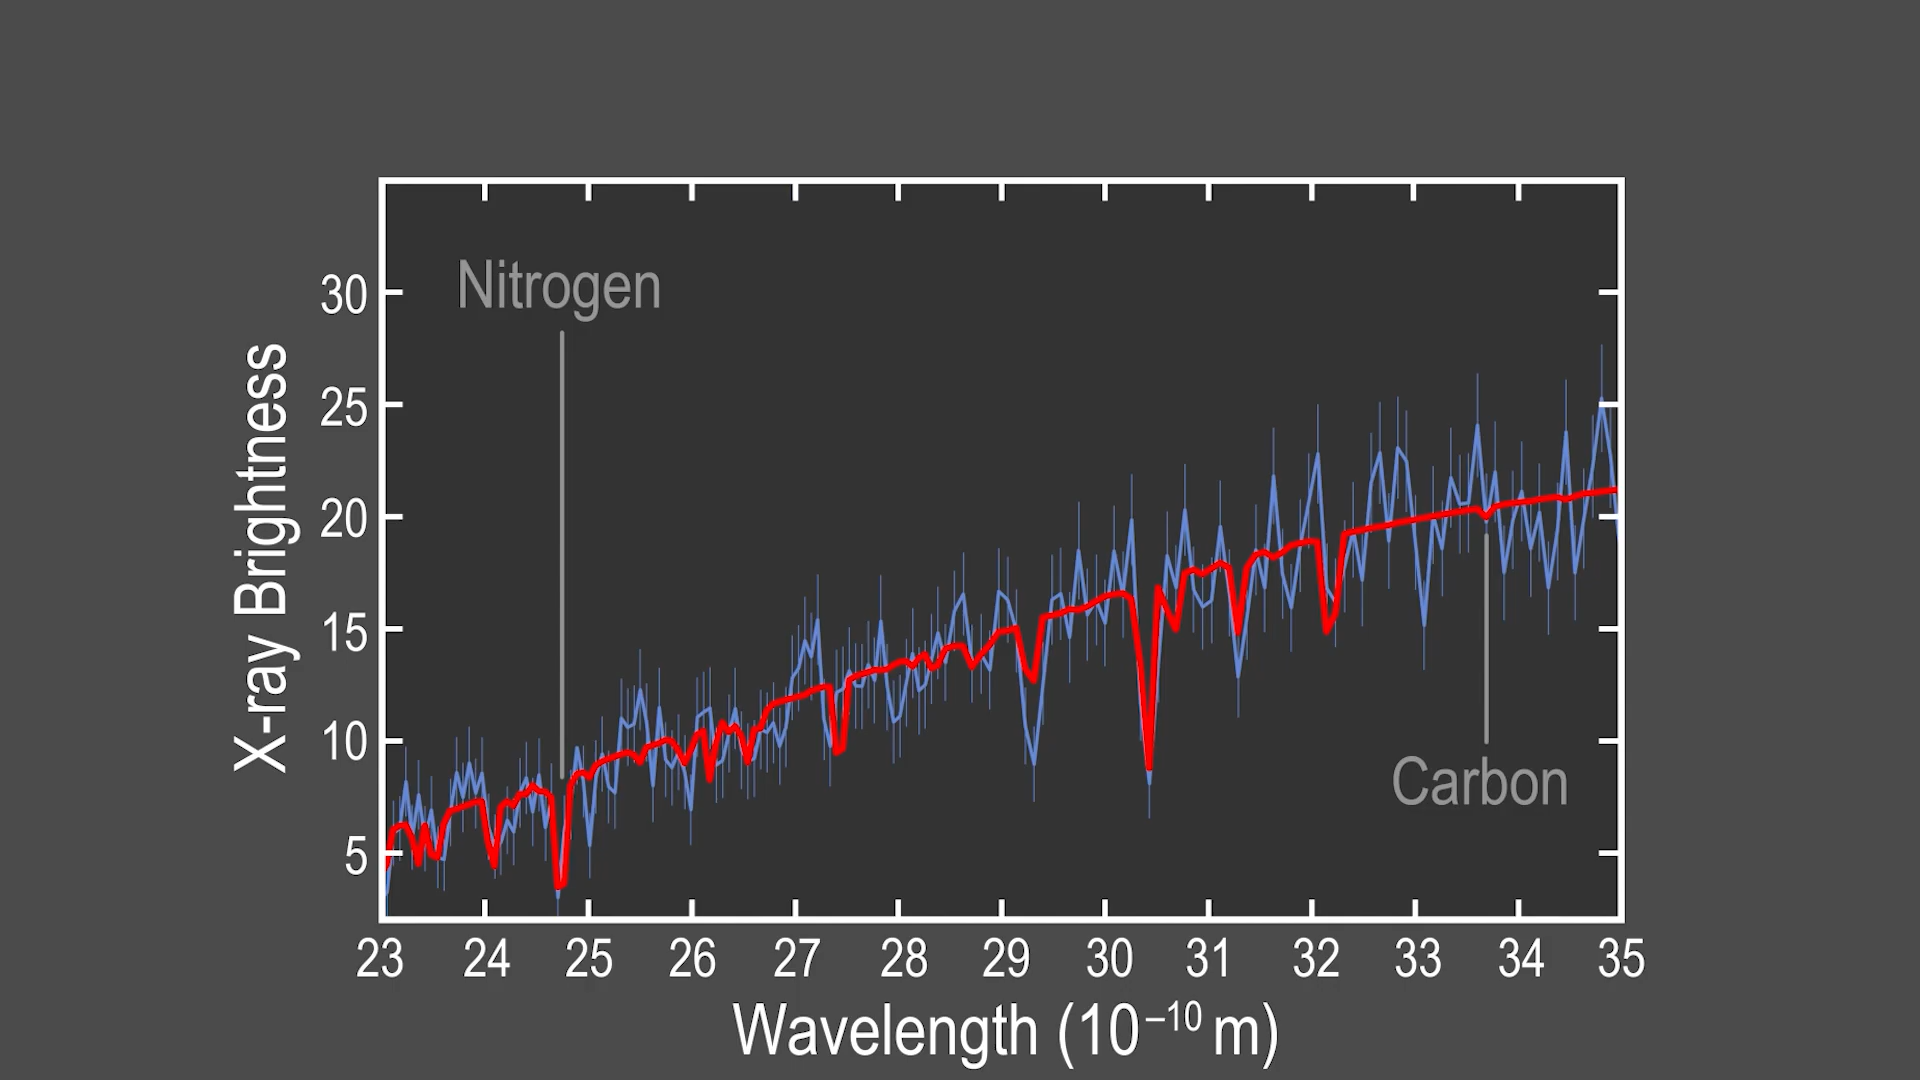 Nitrogen
30
25
20
15
10
5
X-ray Brightness
Carbon
23 24 25 26 27 28 29 30 31 32 33 34 35
Wavelength (10⁻¹⁰ m)